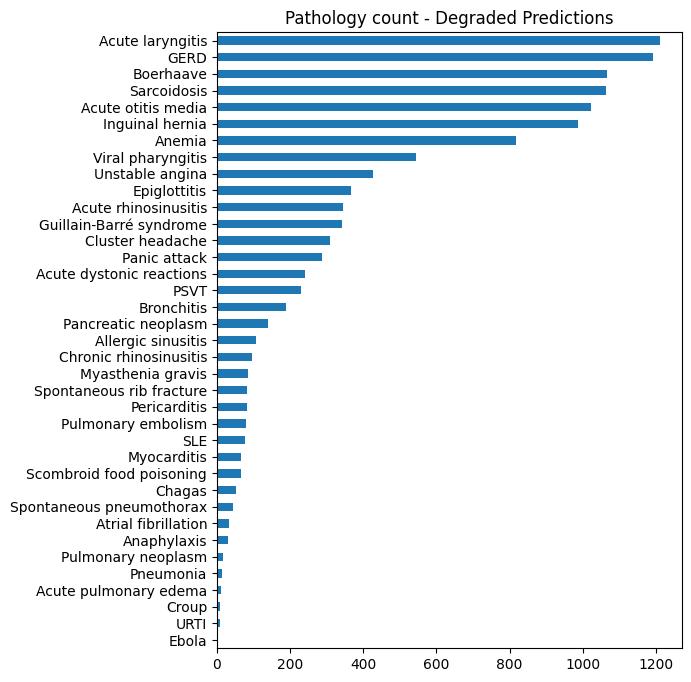 Pathology count - Degraded Predictions
Acute laryngitis
GERD
Boerhaave
Sarcoidosis
Acute otitis media
Inguinal hernia
Anemia
Viral pharyngitis
Unstable angina
Epiglottitis
Acute rhinosinusitis
Guillain-Barré syndrome
Cluster headache
Panic attack
Acute dystonic reactions
PSVT
Bronchitis
Pancreatic neoplasm
Allergic sinusitis
Chronic rhinosinusitis
Myasthenia gravis
Spontaneous rib fracture
Pericarditis
Pulmonary embolism
SLE
Myocarditis
Scombroid food poisoning
Chagas
Spontaneous pneumothorax
Atrial fibrillation
Anaphylaxis
Pulmonary neoplasm
Pneumonia
Acute pulmonary edema
Croup
URTI
Ebola
0 200 400 600 800 1000 1200